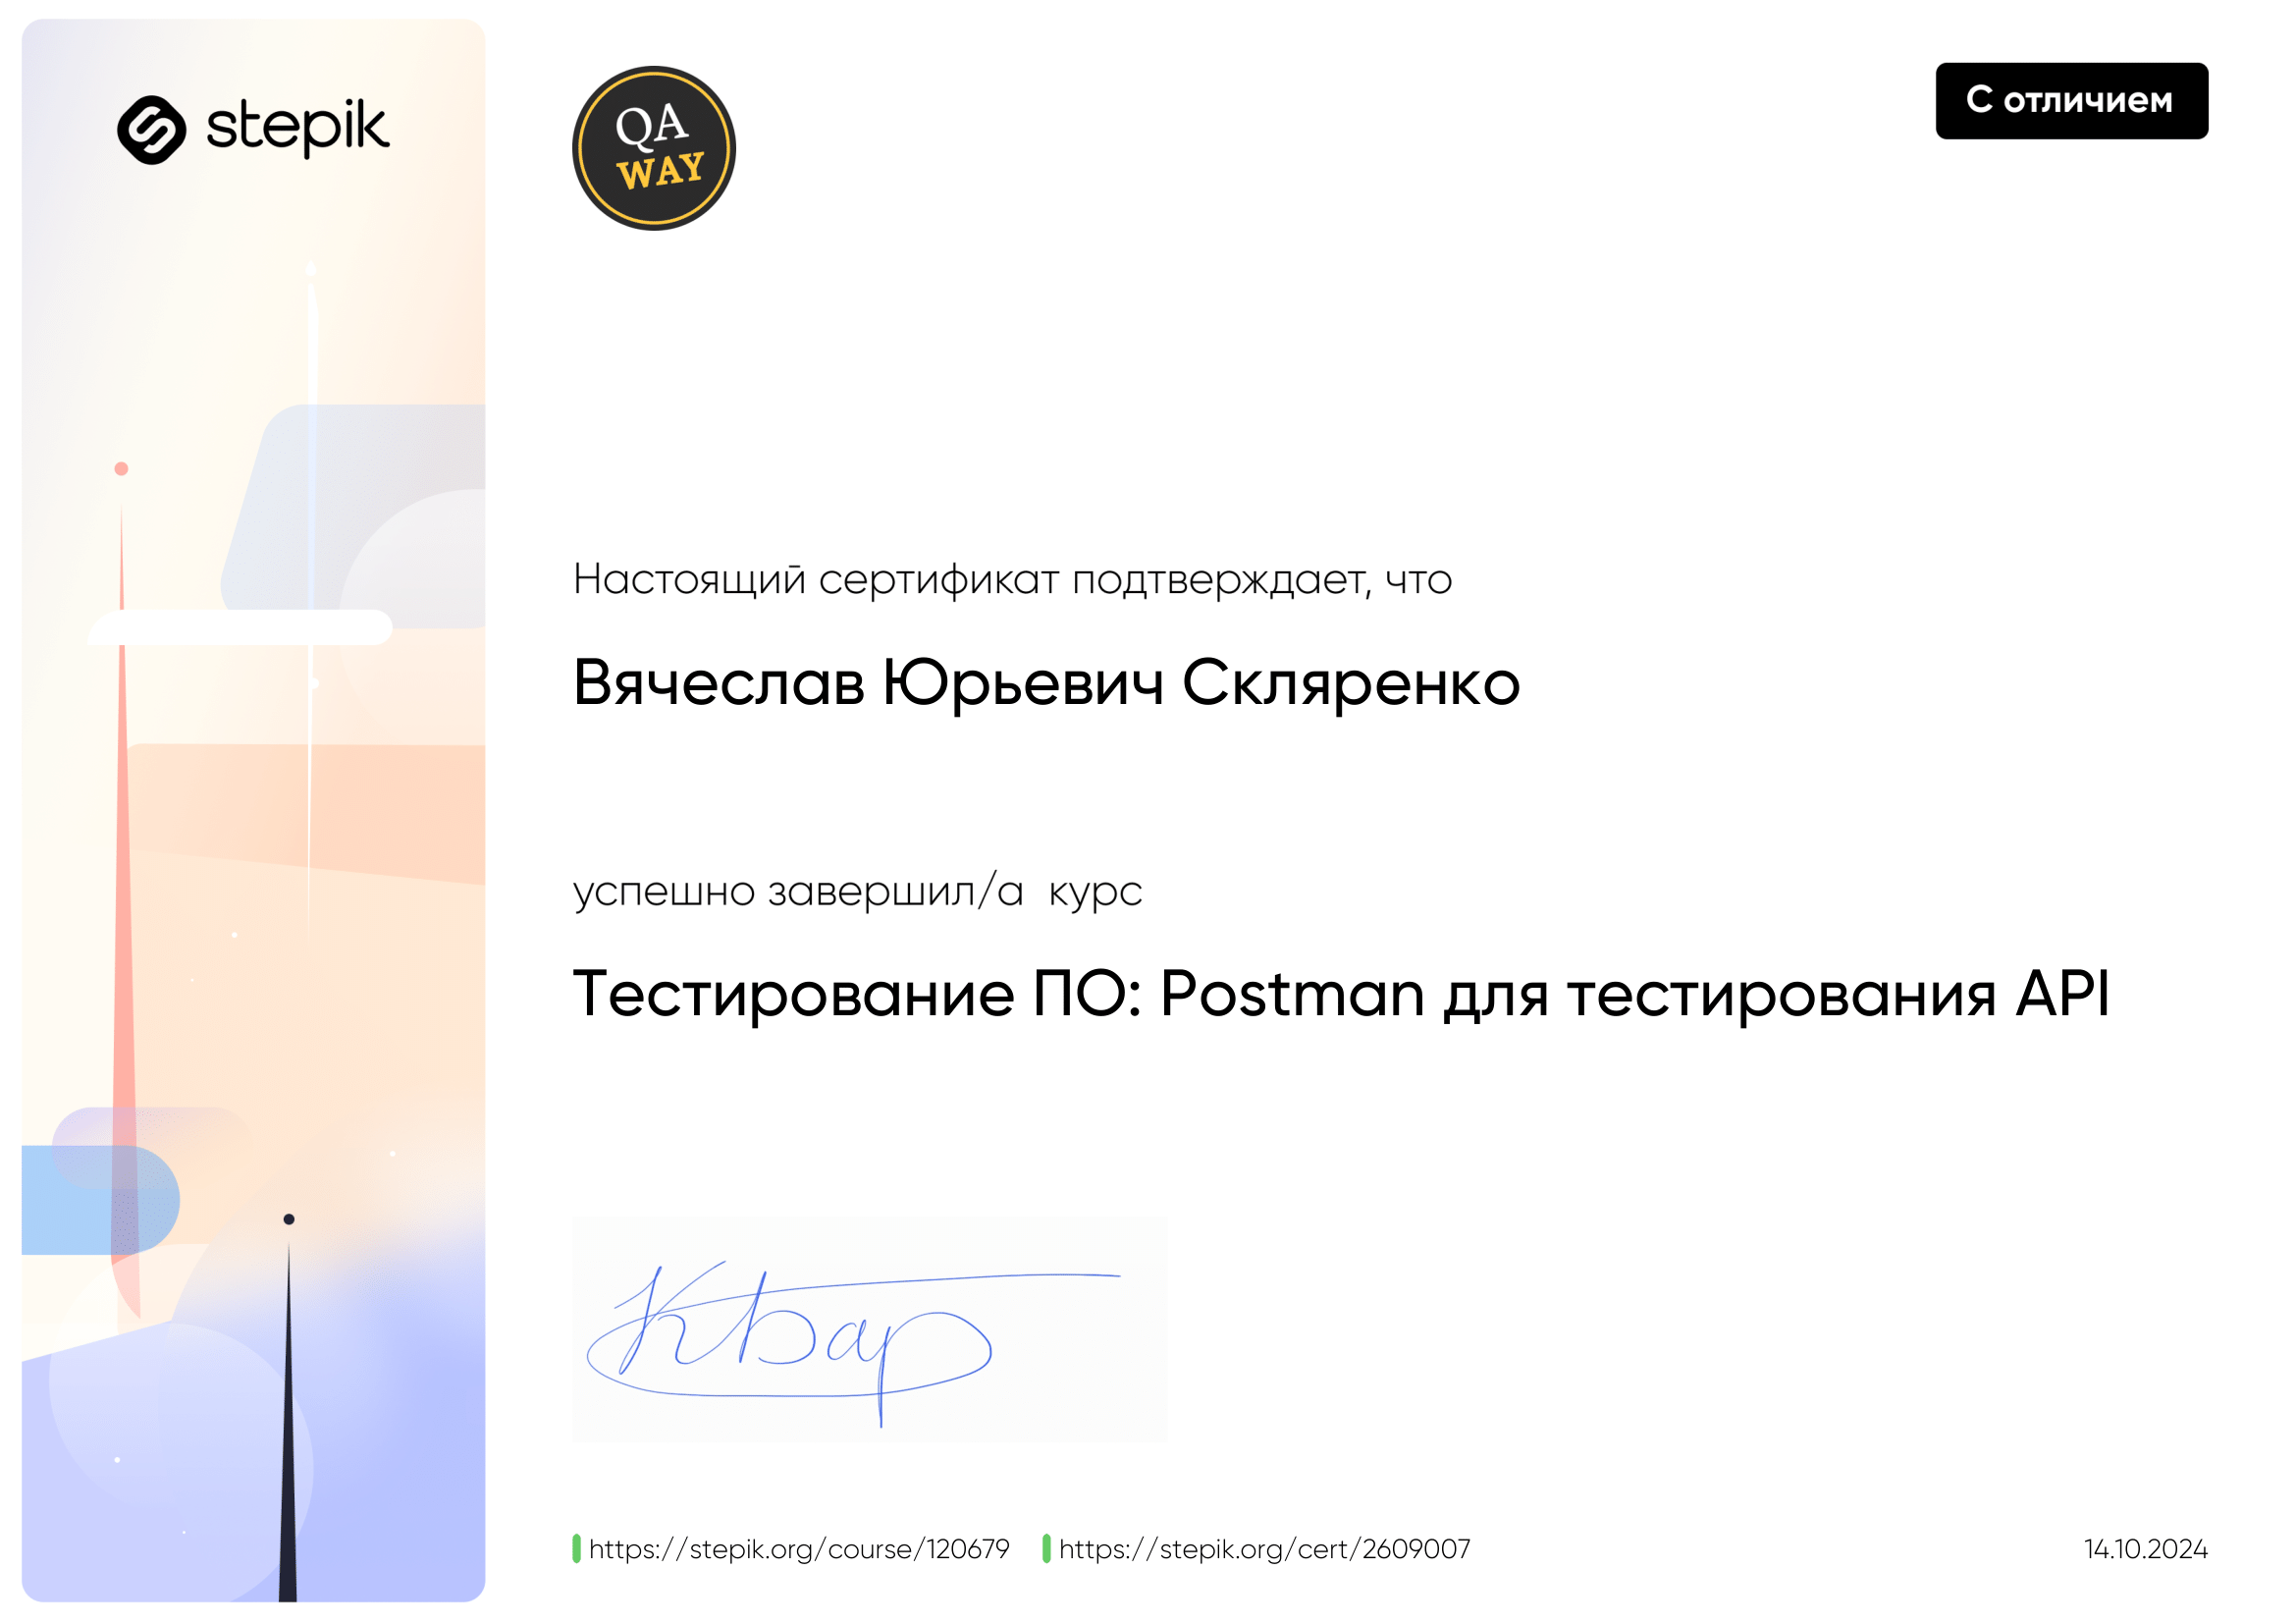 stepik
QA
WAY
С отличием
Настоящий сертификат подтверждает, что
Вячеслав Юрьевич Скляренко
успешно завершил/а  курс
Тестирование ПО: Postman для тестирования API
КБар
https://stepik.org/course/120679
https://stepik.org/cert/2609007
14.10.2024